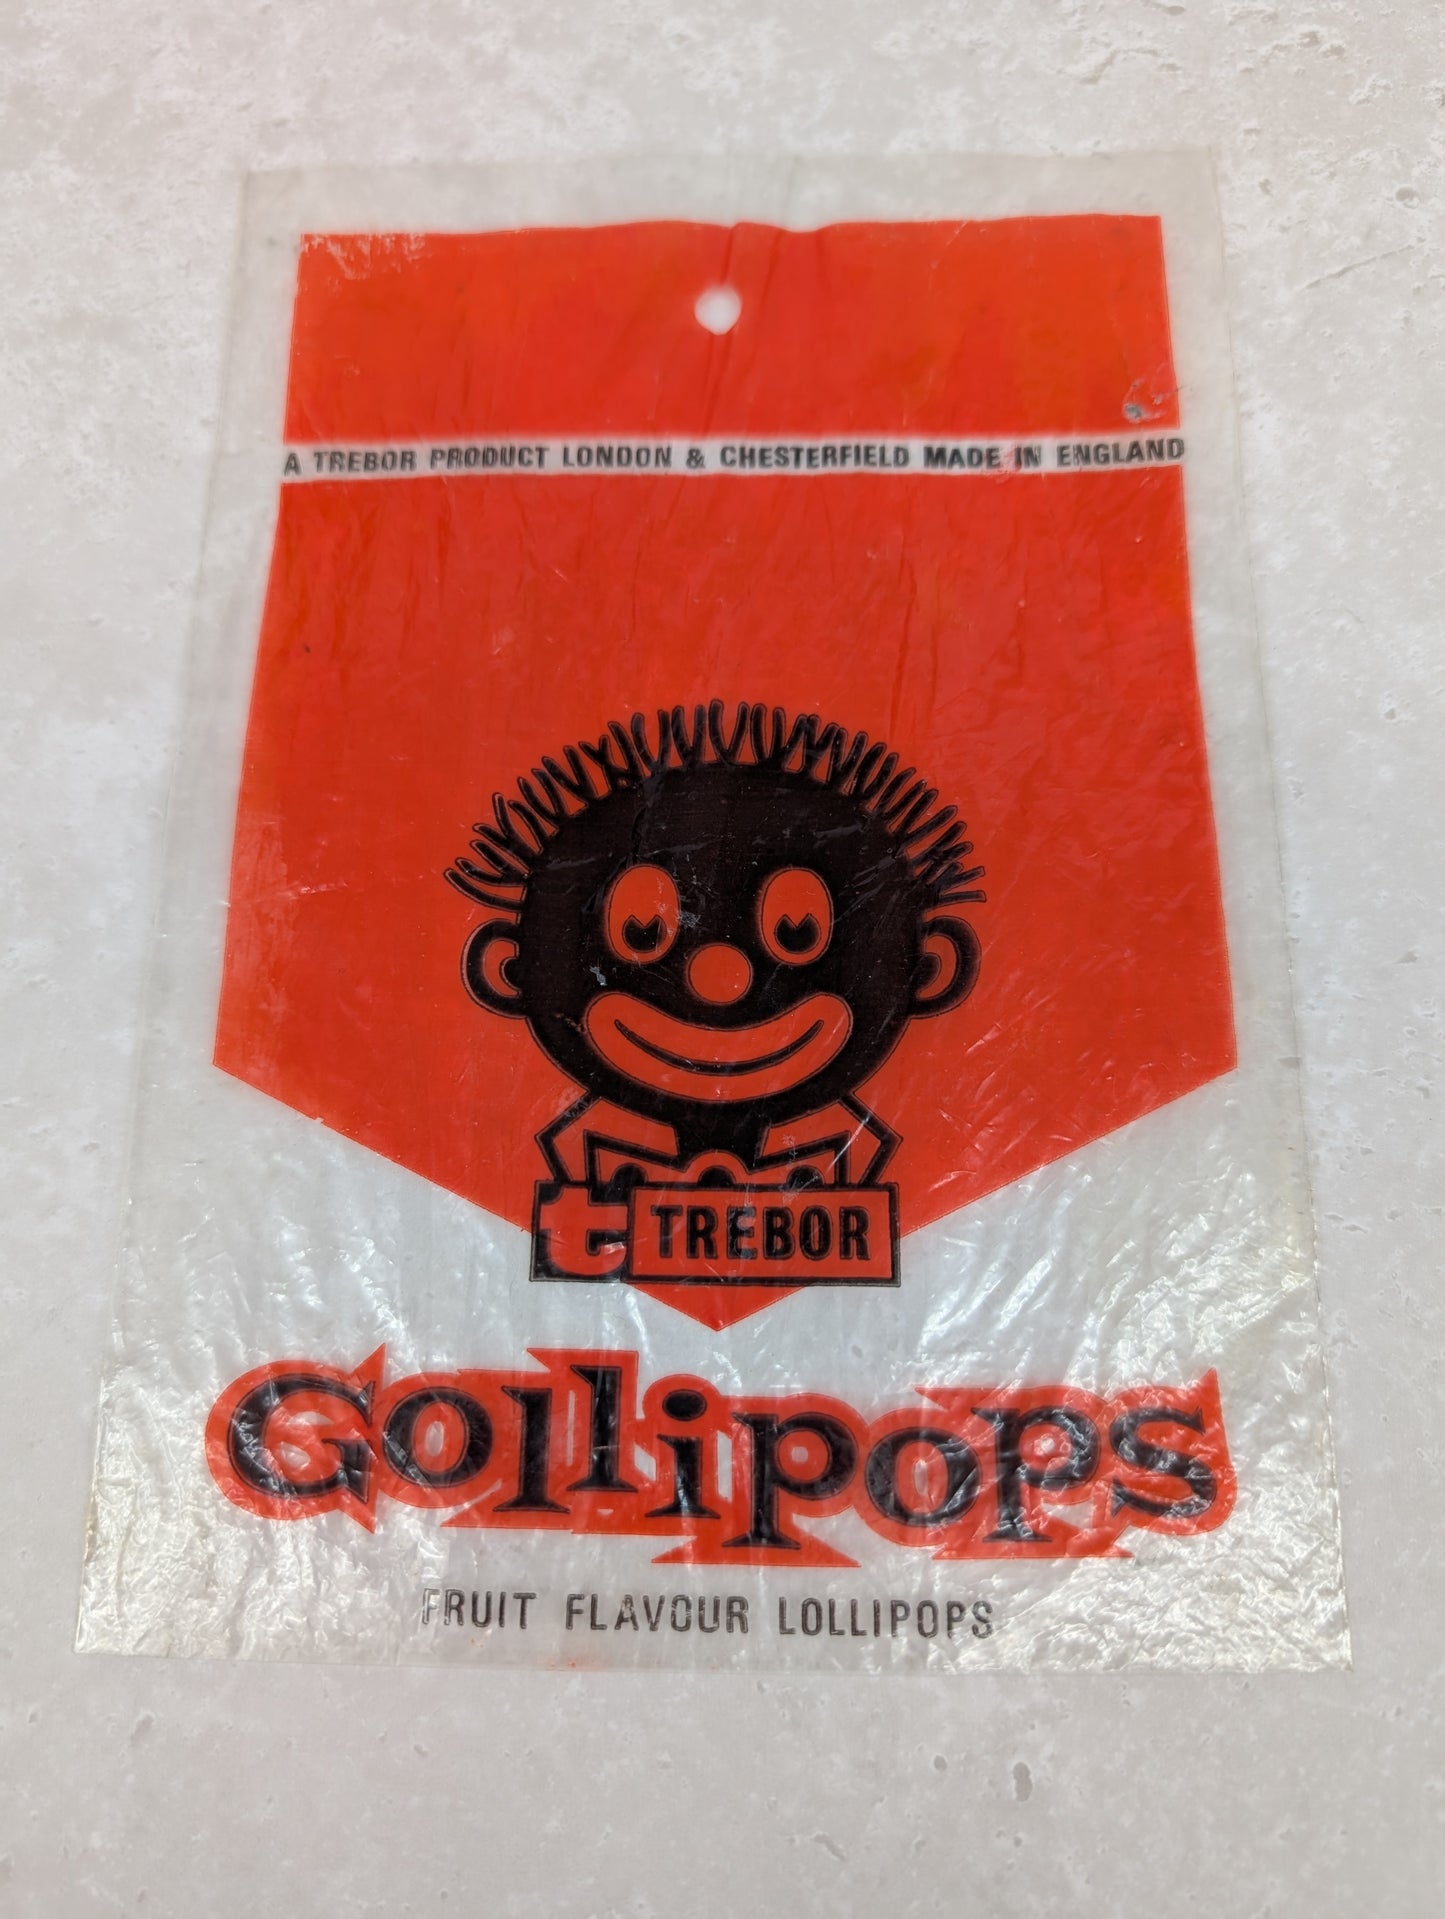 A TREBOR PRODUCT LONDON & CHESTERFIELD MADE IN ENGLAND
t TREBOR
Gollipops
FRUIT FLAVOUR LOLLIPOPS